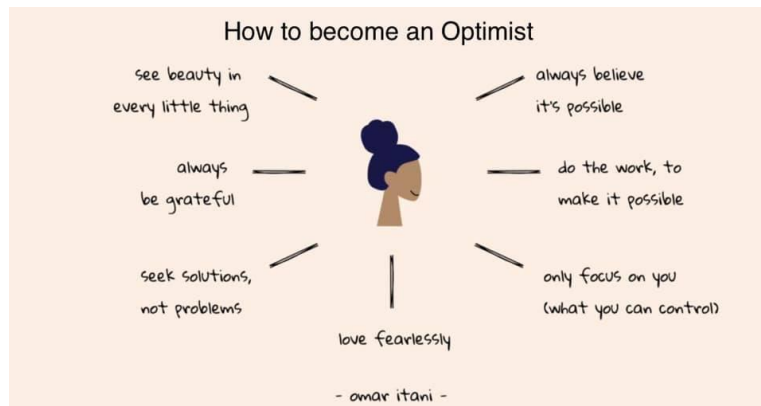 How to become an Optimist
see beauty in
every little thing
always believe
it's possible
always
be grateful
do the work, to
make it possible
seek solutions,
not problems
only focus on you
(what you can control)
love fearlessly
- omar itani -